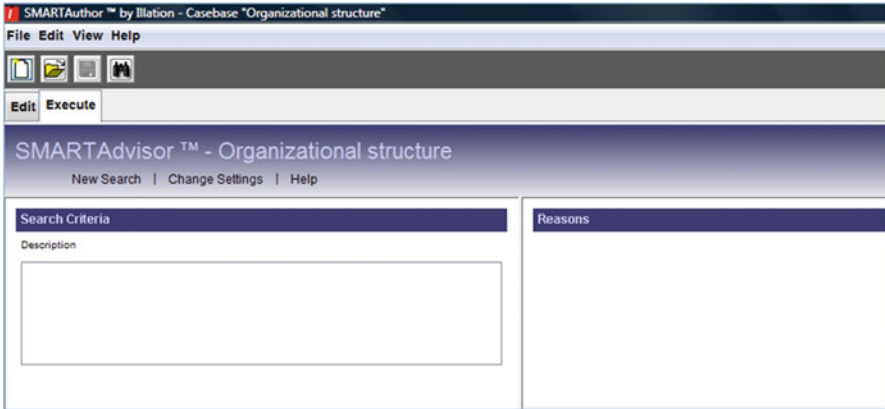 SMARTAuthor ™ by Illation - Casebase "Organizational structure"
File Edit View Help
Edit Execute
SMARTAdvisor ™ - Organizational structure
New Search | Change Settings | Help
Search Criteria
Reasons
Description